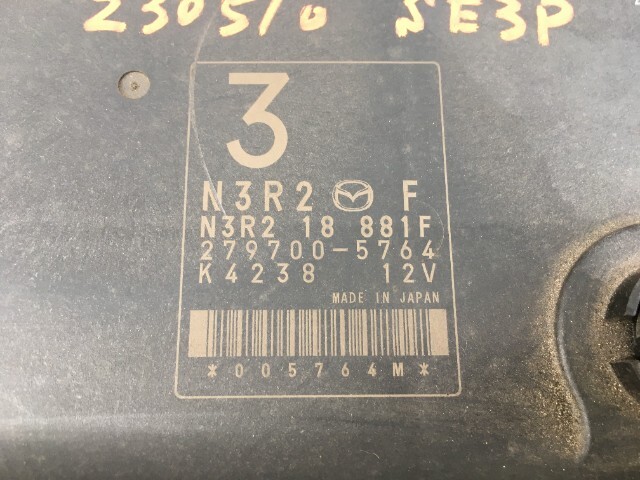 230510 SE3P
3
N3R2 F
N3R2 18 881F
279700-5764
K4238 12V
MADE IN JAPAN
*005764M*